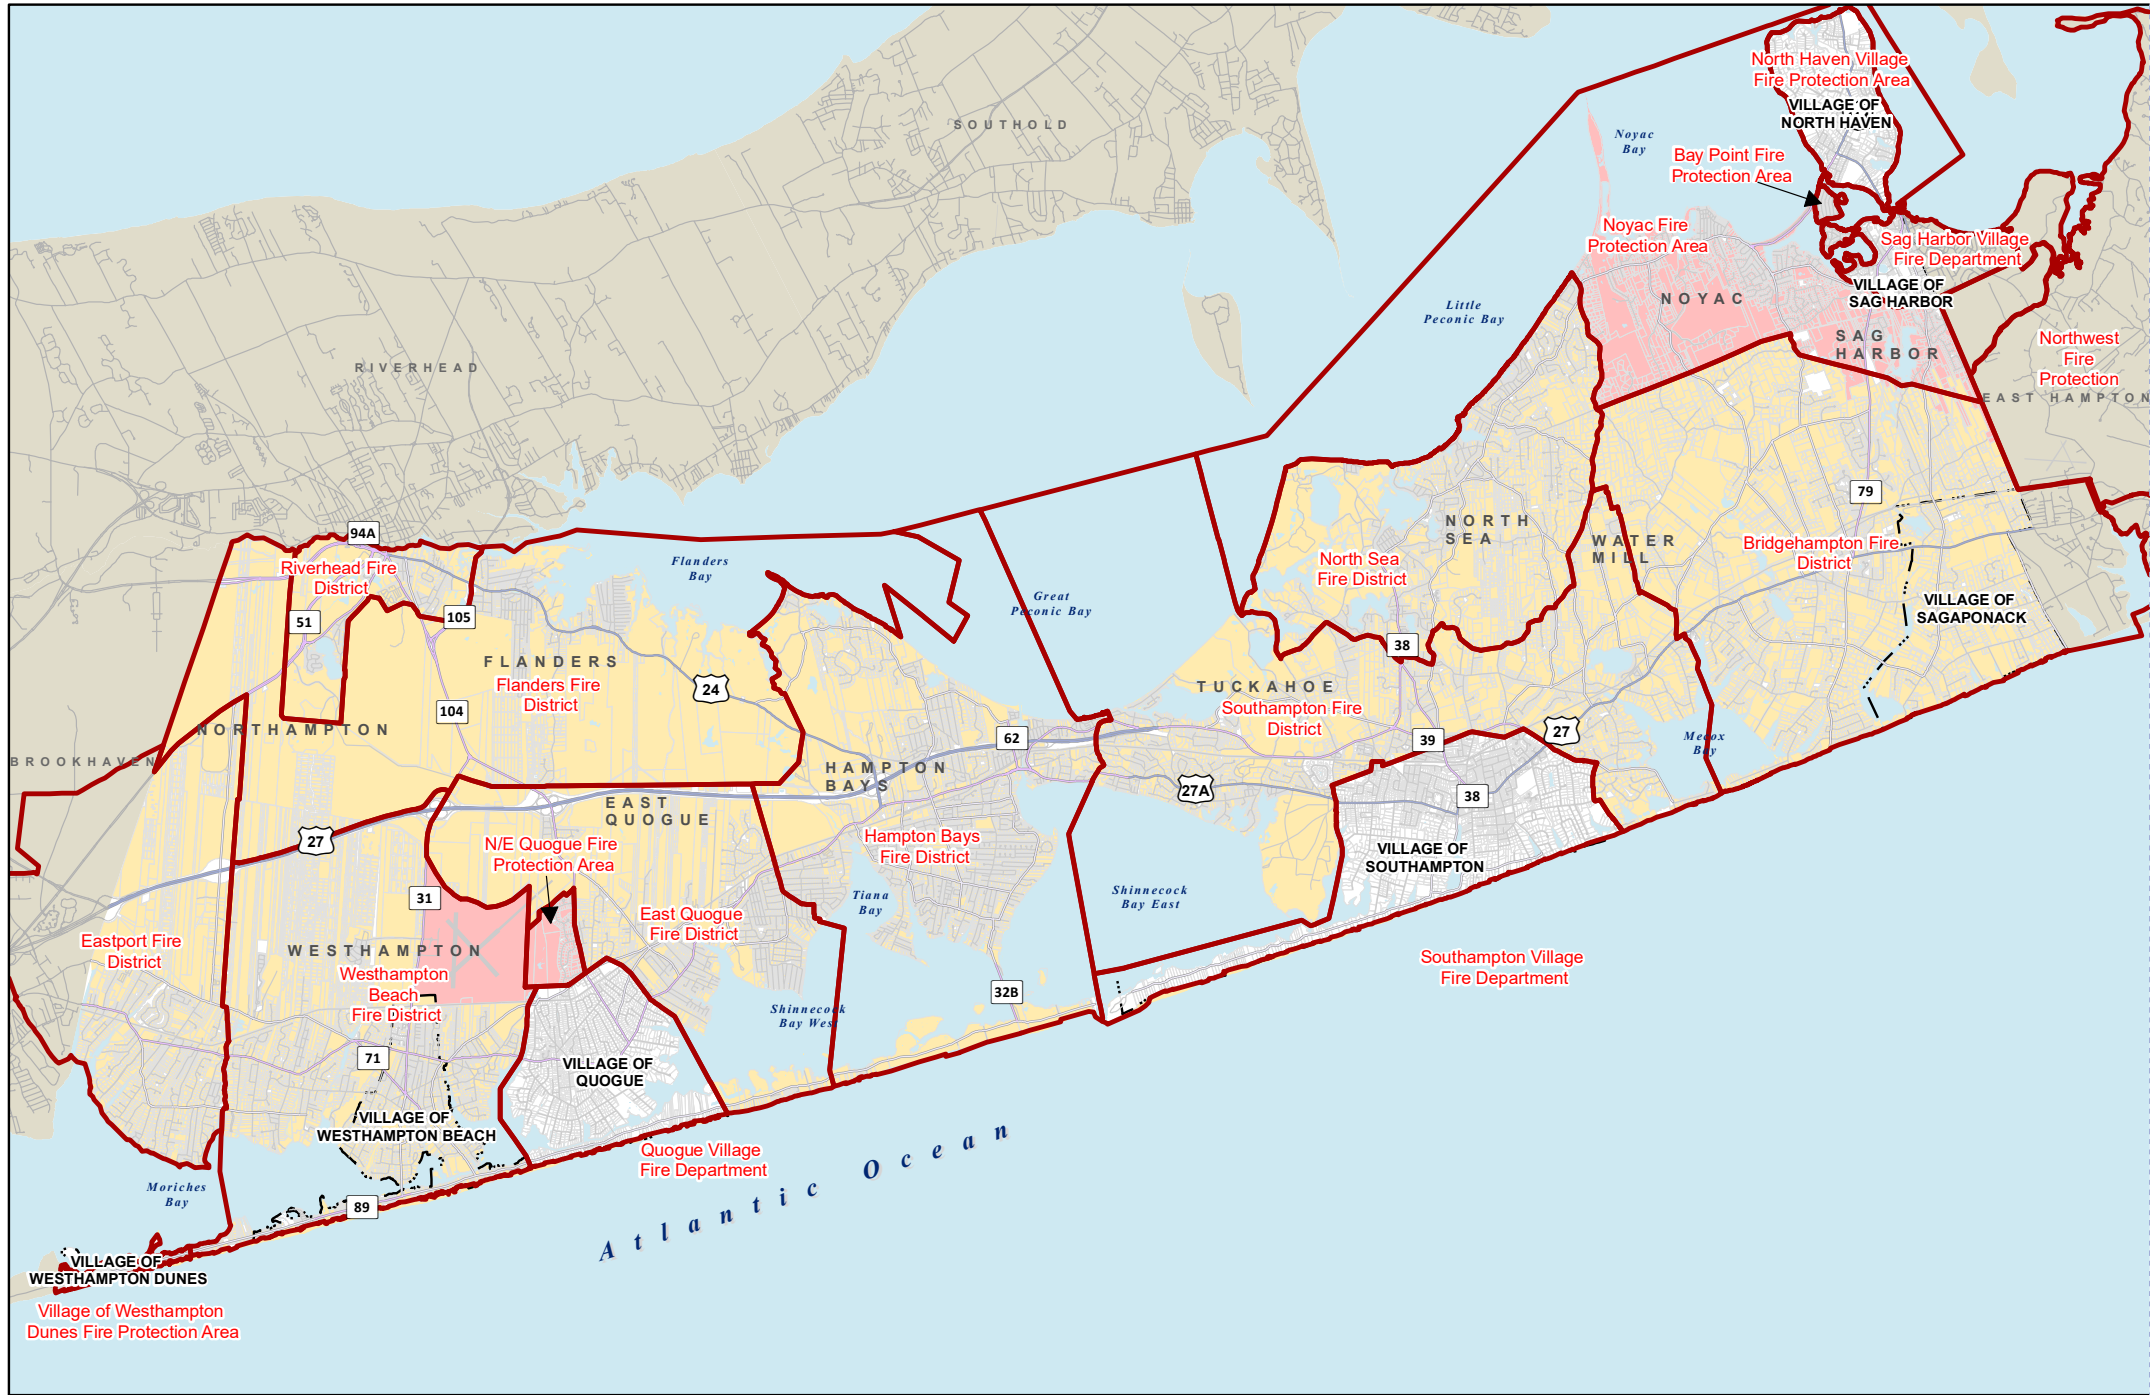 North Haven Village
Fire Protection Area
VILLAGE OF
NORTH HAVEN
SOUTHOLD
Noyac
Bay
Bay Point Fire
Protection Area
Noyac Fire
Protection Area
Sag Harbor Village
Fire Department
VILLAGE OF
SAG HARBOR
NOYAC
Little
Peconic Bay
SAG
HARBOR
Northwest
Fire
Protection
EAST HAMPTON
RIVERHEAD
79
94A
Riverhead Fire
District
51
105
Flanders
Bay
Great
Peconic Bay
NORTH
SEA
North Sea
Fire District
WATER
MILL
Bridgehampton Fire
District
VILLAGE OF
SAGAPONACK
FLANDERS
Flanders Fire
District
24
104
38
TUCKAHOE
Southampton Fire
District
NORTHAMPTON
BROOKHAVEN
62
39
27
Mecox
Bay
HAMPTON
BAYS
27A
38
EAST
QUOGUE
27
N/E Quogue Fire
Protection Area
Hampton Bays
Fire District
VILLAGE OF
SOUTHAMPTON
31
Tiana
Bay
Shinnecock
Bay East
East Quogue
Fire District
Eastport Fire
District
WESTHAMPTON
Westhampton
Beach
Fire District
Southampton Village
Fire Department
32B
Shinnecock
Bay West
71
VILLAGE OF
QUOGUE
VILLAGE OF
WESTHAMPTON BEACH
Quogue Village
Fire Department
Atlantic Ocean
Moriches
Bay
89
VILLAGE OF
WESTHAMPTON DUNES
Village of Westhampton
Dunes Fire Protection Area